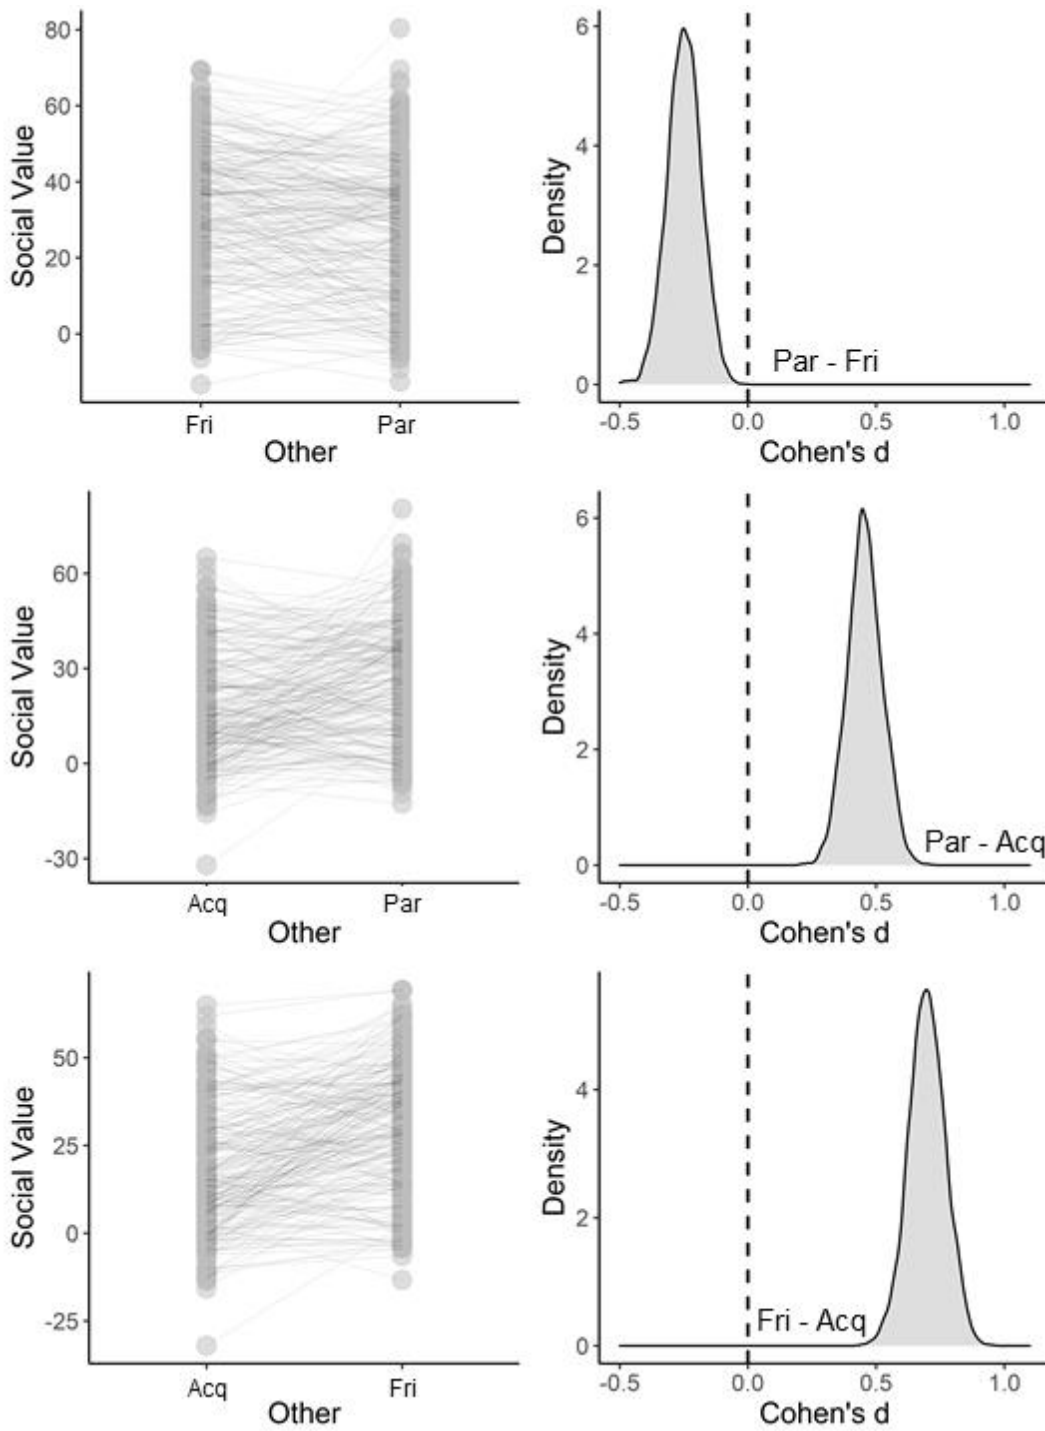 80
60
40
20
0
Social Value
Fri
Par
Other
6
4
2
0
Density
Par - Fri
-0.5
0.0
0.5
1.0
Cohen's d
60
30
0
-30
Social Value
Acq
Par
Other
6
4
2
0
Density
Par - Acq
-0.5
0.0
0.5
1.0
Cohen's d
50
25
0
-25
Social Value
Acq
Fri
Other
4
2
0
Density
Fri - Acq
-0.5
0.0
0.5
1.0
Cohen's d